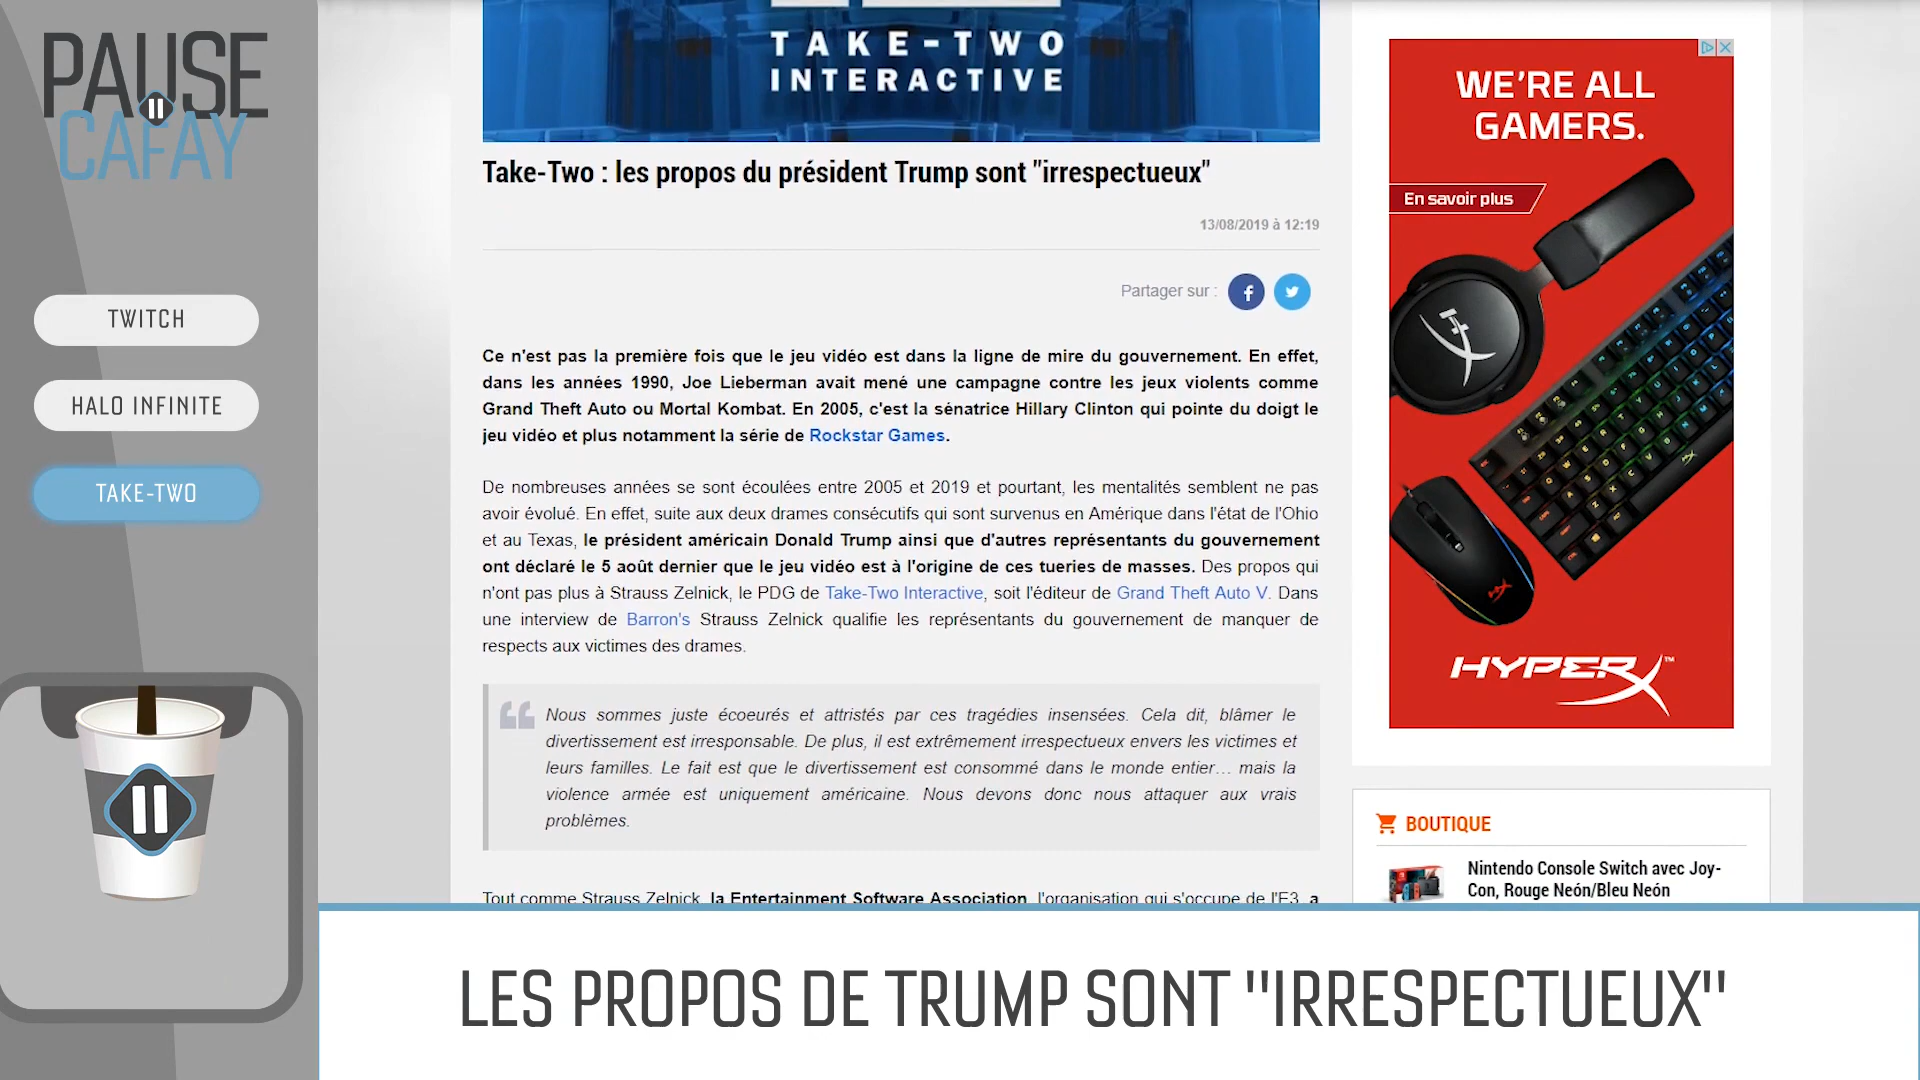 PAUSE
CAFAY
TWITCH
HALO INFINITE
TAKE-TWO
TAKE-TWO
INTERACTIVE
Take-Two : les propos du président Trump sont "irrespectueux"
13/08/2019 à 12:19
Partager sur :
Ce n'est pas la première fois que le jeu vidéo est dans la ligne de mire du gouvernement. En effet,
dans les années 1990, Joe Lieberman avait mené une campagne contre les jeux violents comme
Grand Theft Auto ou Mortal Kombat. En 2005, c'est la sénatrice Hillary Clinton qui pointe du doigt le
jeu vidéo et plus notamment la série de Rockstar Games.
De nombreuses années se sont écoulées entre 2005 et 2019 et pourtant, les mentalités semblent ne pas
avoir évolué. En effet, suite aux deux drames consécutifs qui sont survenus en Amérique dans l'état de l'Ohio
et au Texas, le président américain Donald Trump ainsi que d'autres représentants du gouvernement
ont déclaré le 5 août dernier que le jeu vidéo est à l'origine de ces tueries de masses. Des propos qui
n'ont pas plus à Strauss Zelnick, le PDG de Take-Two Interactive, soit l'éditeur de Grand Theft Auto V. Dans
une interview de Barron's Strauss Zelnick qualifie les représentants du gouvernement de manquer de
respects aux victimes des drames.
Nous sommes juste écoeurés et attristés par ces tragédies insensées. Cela dit, blâmer le
divertissement est irresponsable. De plus, il est extrêmement irrespectueux envers les victimes et
leurs familles. Le fait est que le divertissement est consommé dans le monde entier… mais la
violence armée est uniquement américaine. Nous devons donc nous attaquer aux vrais
problèmes.
Tout comme Strauss Zelnick, la Entertainment Software Association, l'organisation qui s'occupe de l'E3, a
WE'RE ALL
GAMERS.
En savoir plus
HYPERX™
BOUTIQUE
Nintendo Console Switch avec Joy-
Con, Rouge Neón/Bleu Neón
LES PROPOS DE TRUMP SONT "IRRESPECTUEUX"